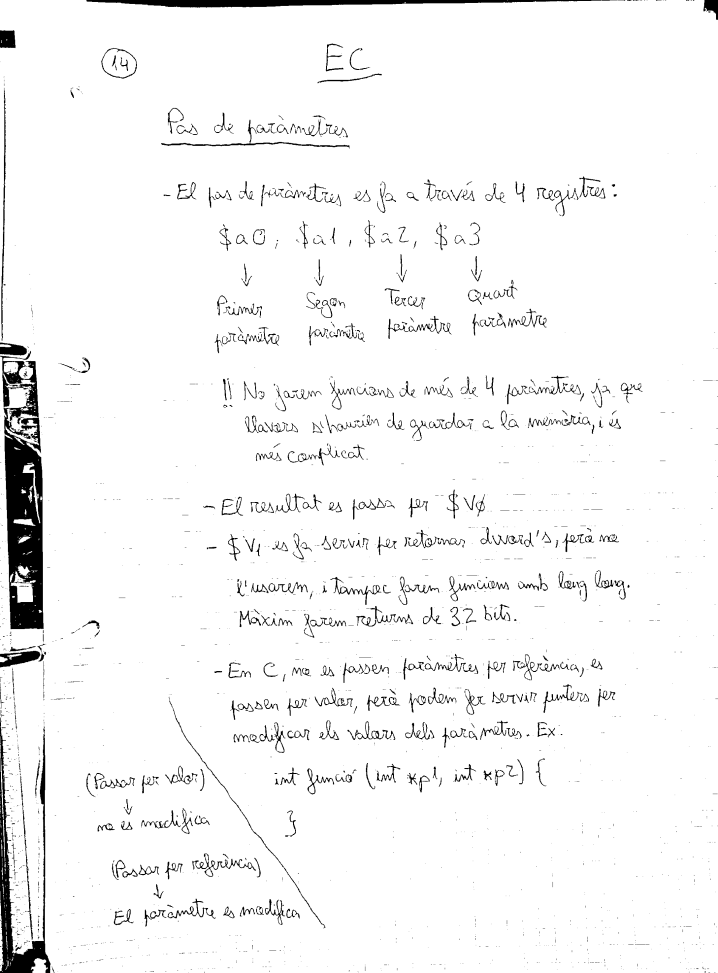 14
EC
Pas de paràmetres
- El pas de paràmetres es fa a través de 4 registres:
$a0, $a1, $a2, $a3
↓ ↓ ↓ ↓
Primer Segon Tercer Quart
paràmetre paràmetre paràmetre paràmetre
!! No farem funcions de més de 4 paràmetres, ja que
llavors s'haurien de guardar a la memòria, i és
més complicat.
- El resultat es passa per $V0
- $V1 es fa servir per retornar dword's, però no
l'usarem, i tampoc farem funcions amb long long.
Màxim farem returns de 32 bits.
- En C, no es passen paràmetres per referència, es
passen per valor, però podem fer servir punters per
modificar els valors dels paràmetres. Ex:
int funció (int *p1, int *p2) {
}
(Passar per valor)
↓
no es modifica
(Passar per referència)
↓
El paràmetre es modifica